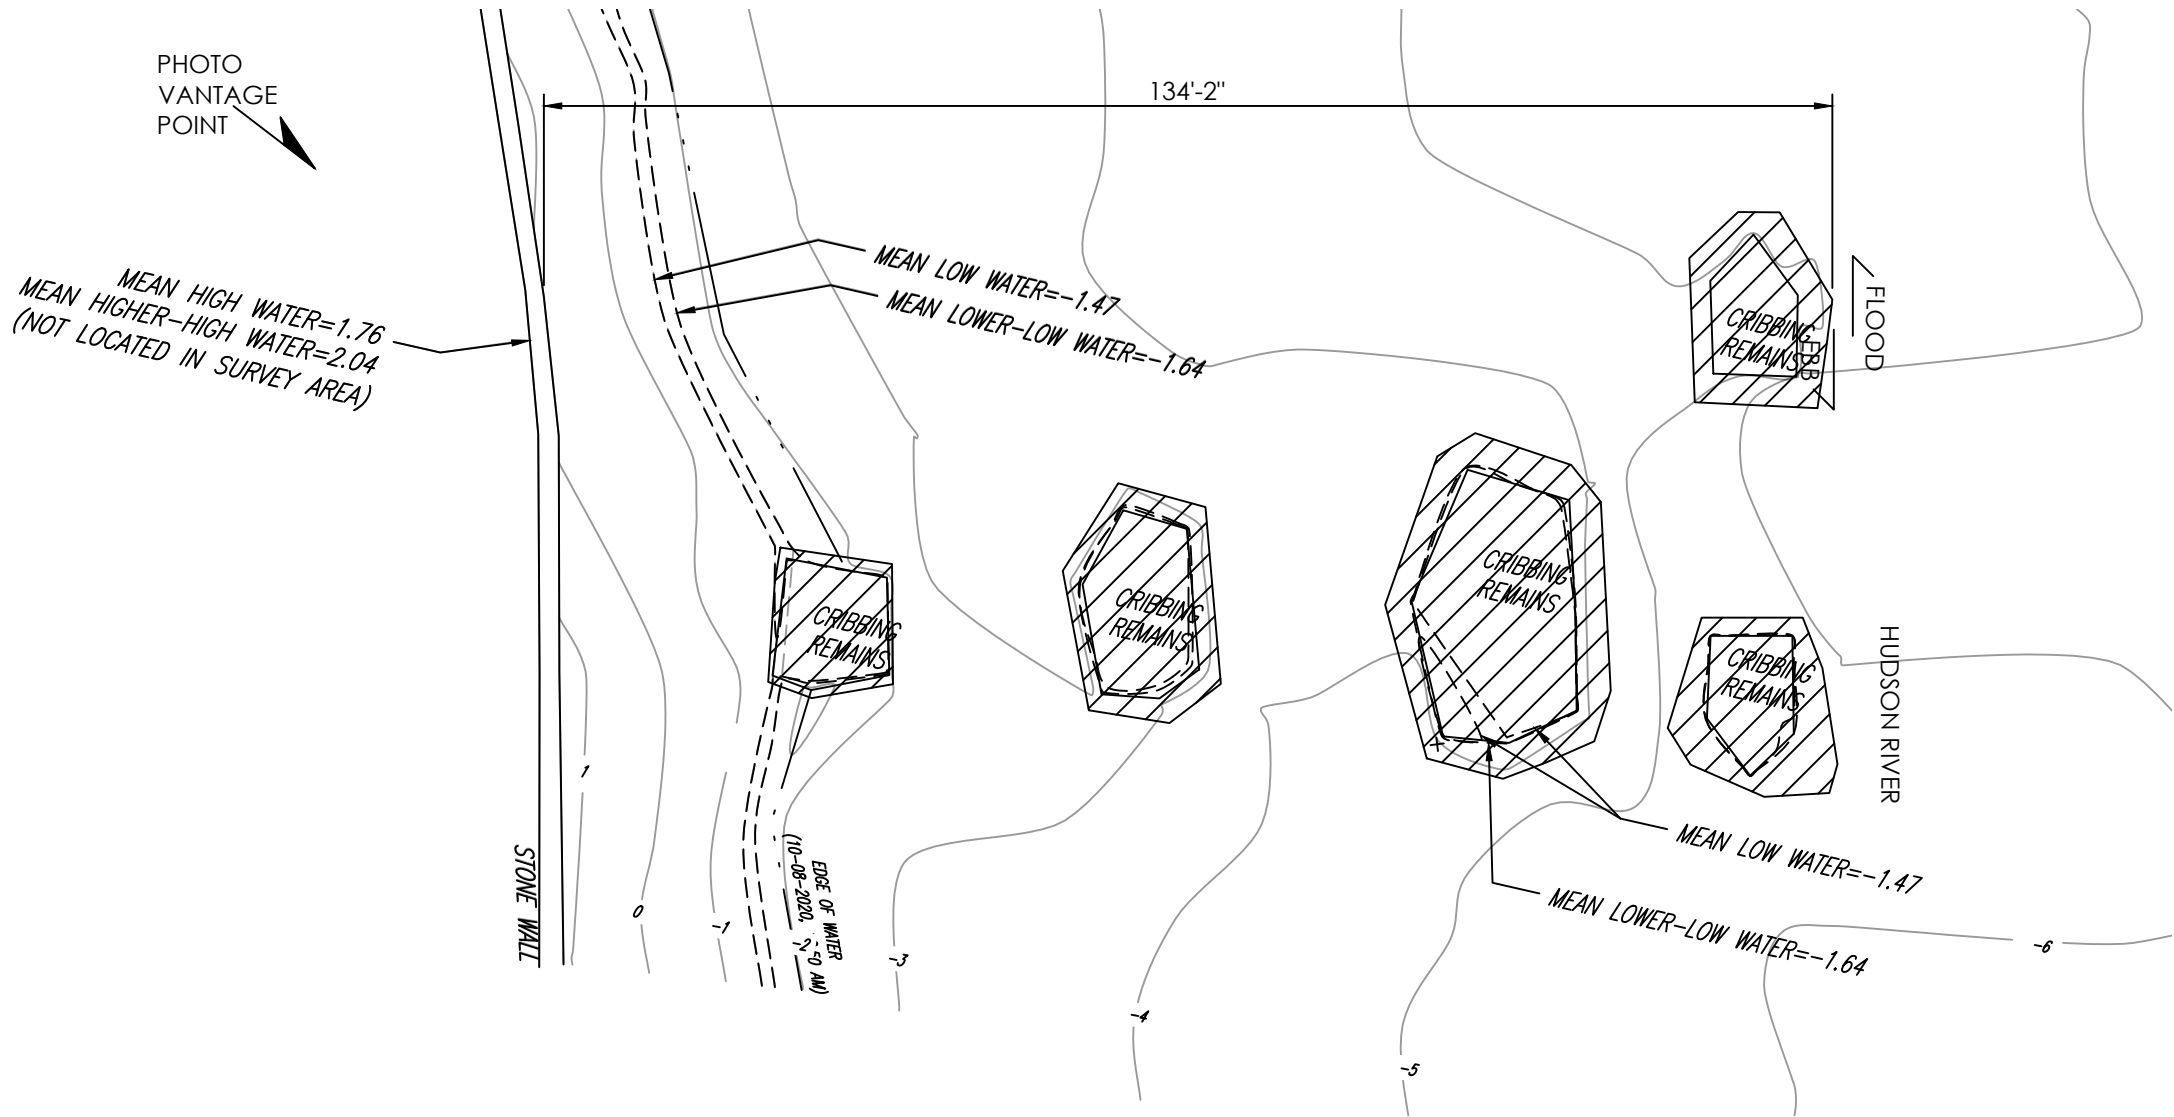 PHOTO
VANTAGE
POINT
134'-2"
MEAN HIGH WATER=1.76
MEAN HIGHER-HIGH WATER=2.04
(NOT LOCATED IN SURVEY AREA)
MEAN LOW WATER=-1.47
MEAN LOWER-LOW WATER=-1.64
FLOOD
EBB
CRIBBING
REMAINS
CRIBBING
REMAINS
CRIBBING
REMAINS
CRIBBING
REMAINS
CRIBBING
REMAINS
HUDSON RIVER
MEAN LOW WATER=-1.47
MEAN LOWER-LOW WATER=-1.64
STONE WALL
EDGE OF WATER
(10-08-2020, :50 AM)
1
0
-1
-2
-3
-4
-5
-6